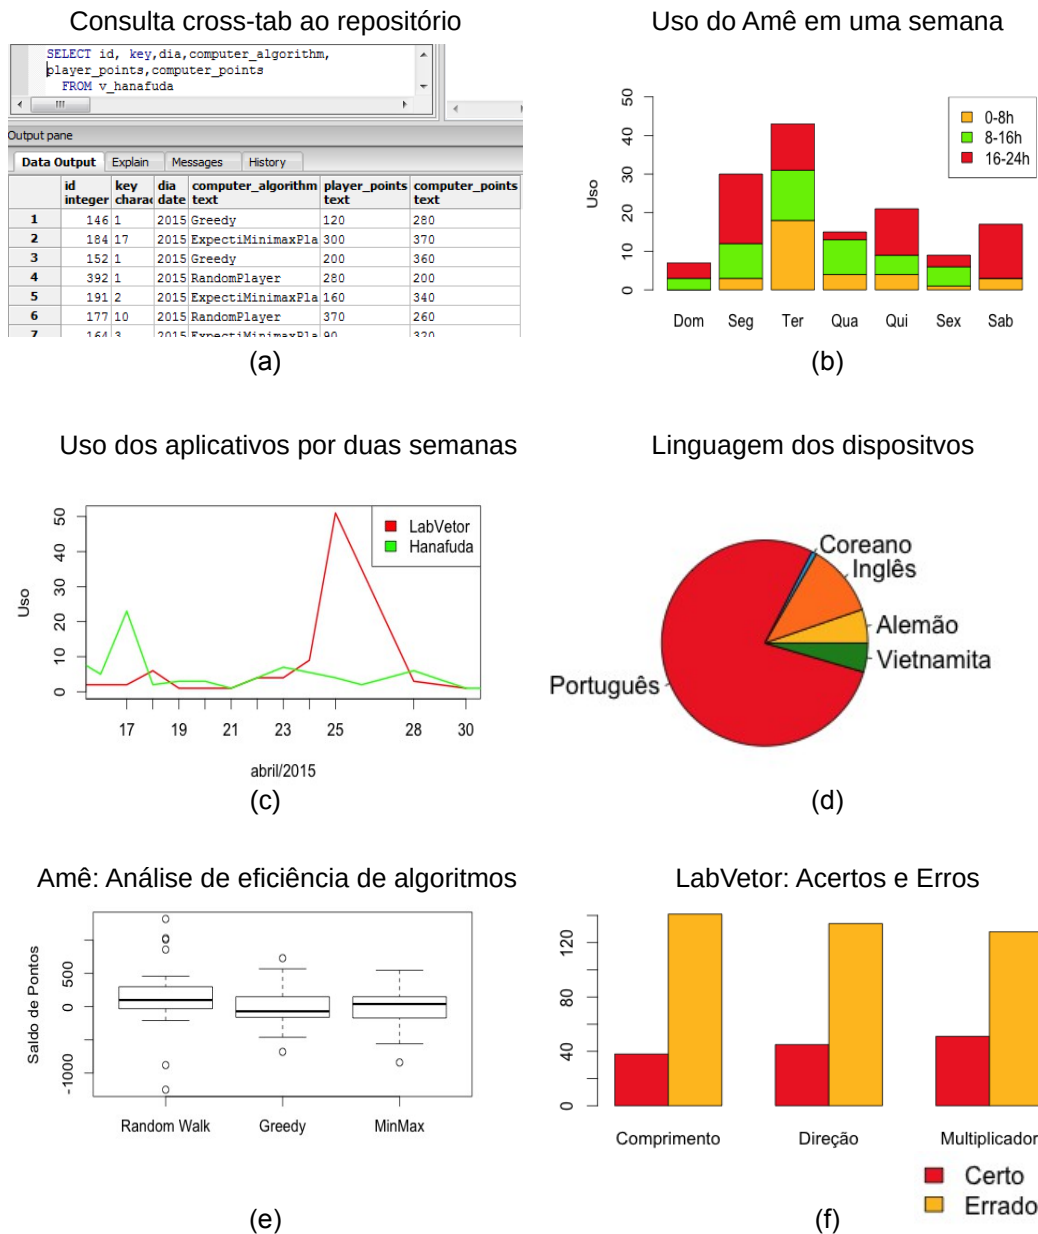 Consulta cross-tab ao repositório
SELECT id, key,dia,computer_algorithm,
player_points,computer_points
FROM v_hanafuda
Output pane
Data Output Explain Messages History
id key dia computer_algorithm player_points computer_points
integer charac date text text text
1 146 1 2015 Greedy 120 280
2 184 17 2015 ExpectiMinimaxPla 300 370
3 152 1 2015 Greedy 200 360
4 392 1 2015 RandomPlayer 280 200
5 191 2 2015 ExpectiMinimaxPla 160 340
6 177 10 2015 RandomPlayer 370 260
7 164 3 2015 ExpectiMinimaxPla 90 320
(a)
Uso do Amê em uma semana
50
40
30
20
10
0
Uso
0-8h
8-16h
16-24h
Dom Seg Ter Qua Qui Sex Sab
(b)
Uso dos aplicativos por duas semanas
50
40
30
20
10
0
Uso
LabVetor
Hanafuda
17 19 21 23 25 28 30
abril/2015
(c)
Linguagem dos dispositvos
Coreano
Inglês
Alemão
Vietnamita
Português
(d)
Amê: Análise de eficiência de algoritmos
Saldo de Pontos
500
0
-1000
Random Walk Greedy MinMax
(e)
LabVetor: Acertos e Erros
120
80
40
0
Comprimento Direção Multiplicador
Certo
Errado
(f)